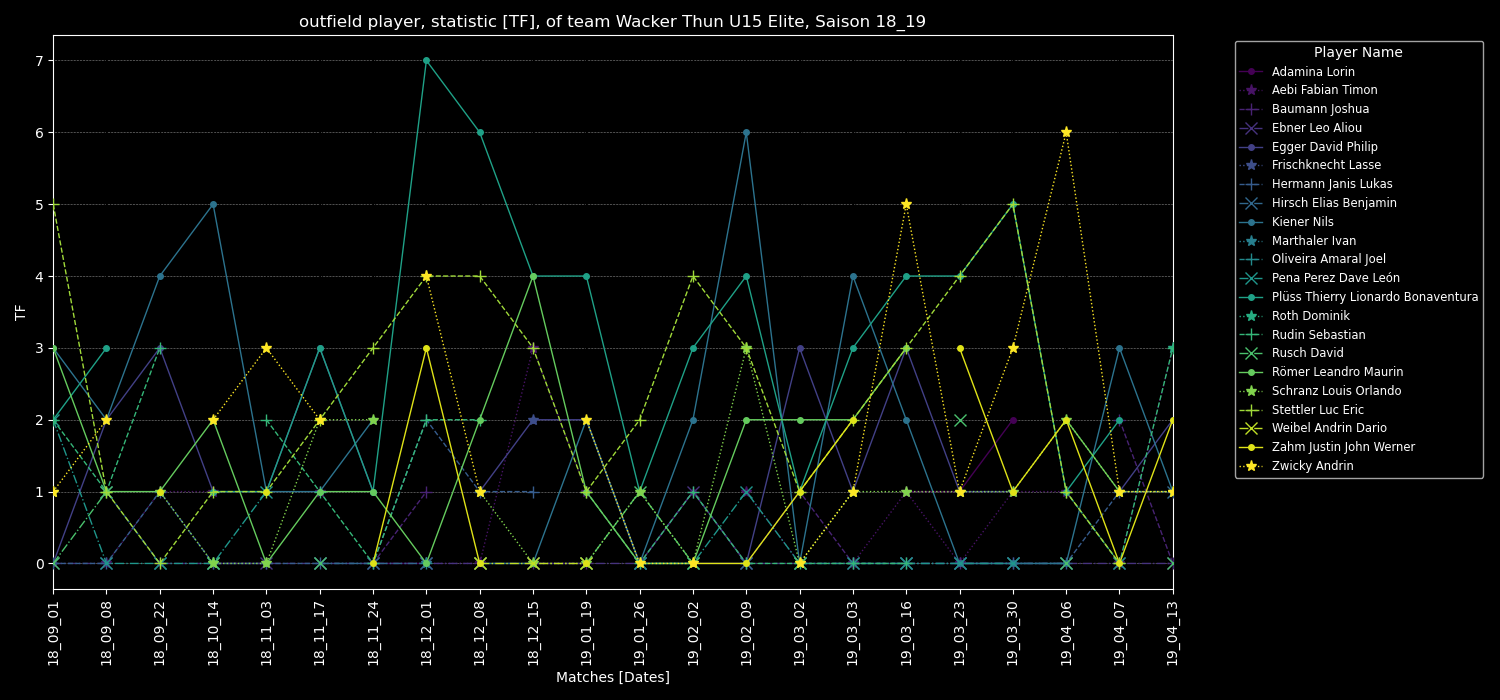 outfield player, statistic [TF], of team Wacker Thun U15 Elite, Saison 18_19
7
6
5
4
3
2
1
0
TF
18_09_01
18_09_08
18_09_22
18_10_14
18_11_03
18_11_17
18_11_24
18_12_01
18_12_08
18_12_15
19_01_19
19_01_26
19_02_02
19_02_09
19_03_02
19_03_03
19_03_16
19_03_23
19_03_30
19_04_06
19_04_07
19_04_13
Matches [Dates]
Player Name
Adamina Lorin
Aebi Fabian Timon
Baumann Joshua
Ebner Leo Aliou
Egger David Philip
Frischknecht Lasse
Hermann Janis Lukas
Hirsch Elias Benjamin
Kiener Nils
Marthaler Ivan
Oliveira Amaral Joel
Pena Perez Dave León
Plüss Thierry Lionardo Bonaventura
Roth Dominik
Rudin Sebastian
Rusch David
Römer Leandro Maurin
Schranz Louis Orlando
Stettler Luc Eric
Weibel Andrin Dario
Zahm Justin John Werner
Zwicky Andrin